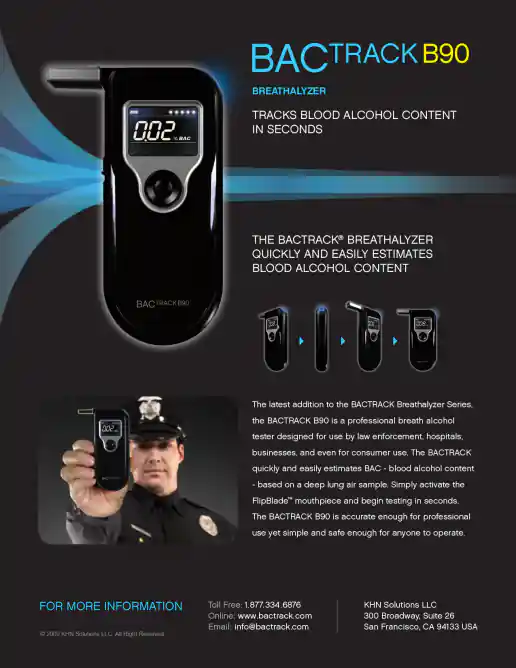 BACTRACK B90
BREATHALYZER
TRACKS BLOOD ALCOHOL CONTENT
IN SECONDS
0.02 % BAC
BACTRACK B90
THE BACTRACK® BREATHALYZER
QUICKLY AND EASILY ESTIMATES
BLOOD ALCOHOL CONTENT
The latest addition to the BACTRACK Breathalyzer Series,
the BACTRACK B90 is a professional breath alcohol
tester designed for use by law enforcement, hospitals,
businesses, and even for consumer use. The BACTRACK
quickly and easily estimates BAC - blood alcohol content
- based on a deep lung air sample. Simply activate the
FlipBlade™ mouthpiece and begin testing in seconds.
The BACTRACK B90 is accurate enough for professional
use yet simple and safe enough for anyone to operate.
0.02
FOR MORE INFORMATION
Toll Free: 1.877.334.6876
Online: www.bactrack.com
Email: info@bactrack.com
KHN Solutions LLC
300 Broadway, Suite 26
San Francisco, CA 94133 USA
KHN Solutions LLC. All Right Reserved